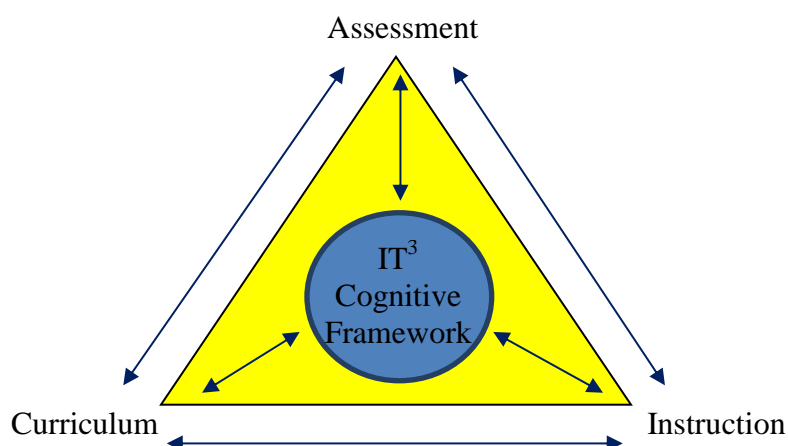 Assessment
IT³
Cognitive
Framework
Curriculum
Instruction